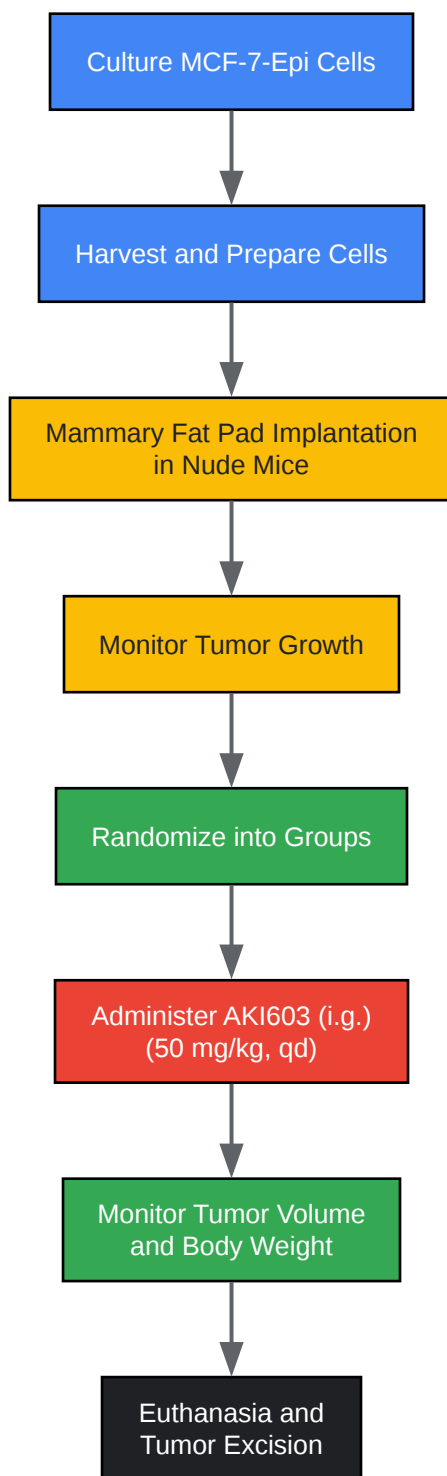 Culture MCF-7-Epi Cells
Harvest and Prepare Cells
Mammary Fat Pad Implantation
in Nude Mice
Monitor Tumor Growth
Randomize into Groups
Administer AKI603 (i.g.)
(50 mg/kg, qd)
Monitor Tumor Volume
and Body Weight
Euthanasia and
Tumor Excision